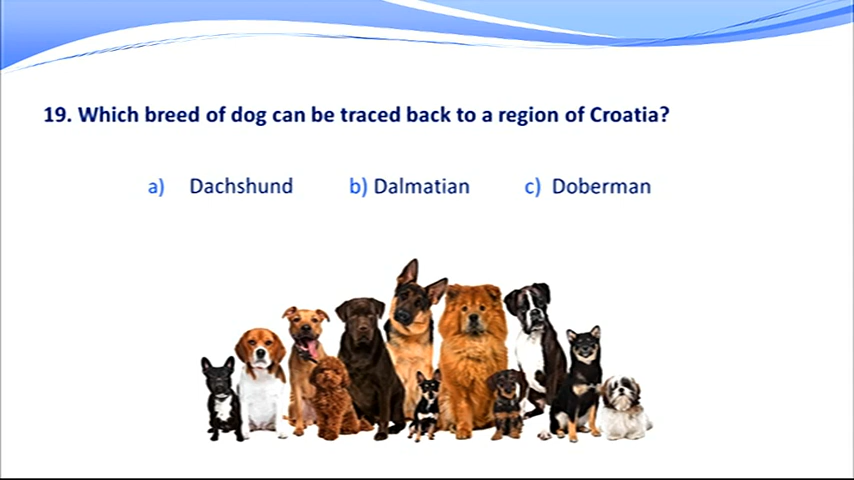 19. Which breed of dog can be traced back to a region of Croatia?
a) Dachshund b) Dalmatian c) Doberman